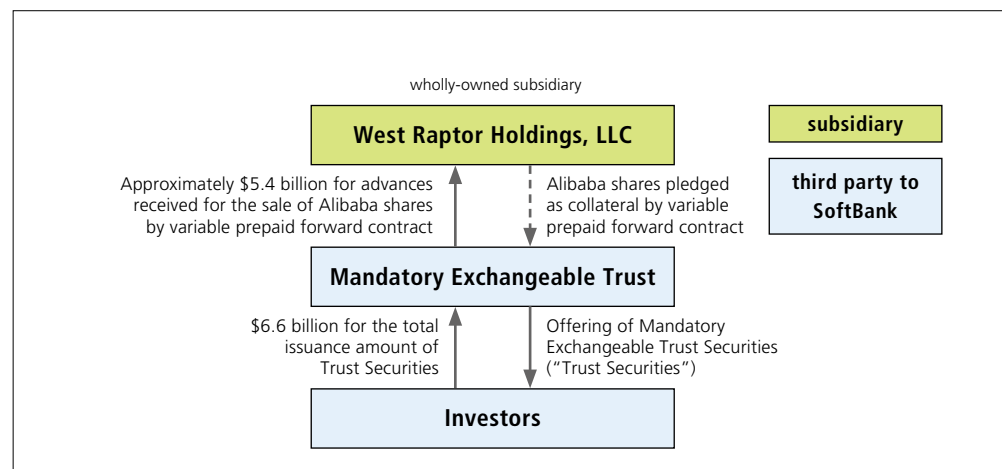 wholly-owned subsidiary
West Raptor Holdings, LLC
subsidiary
third party to
SoftBank
Approximately $5.4 billion for advances
received for the sale of Alibaba shares
by variable prepaid forward contract
Alibaba shares pledged
as collateral by variable
prepaid forward contract
Mandatory Exchangeable Trust
$6.6 billion for the total
issuance amount of
Trust Securities
Offering of Mandatory
Exchangeable Trust Securities
(“Trust Securities”)
Investors